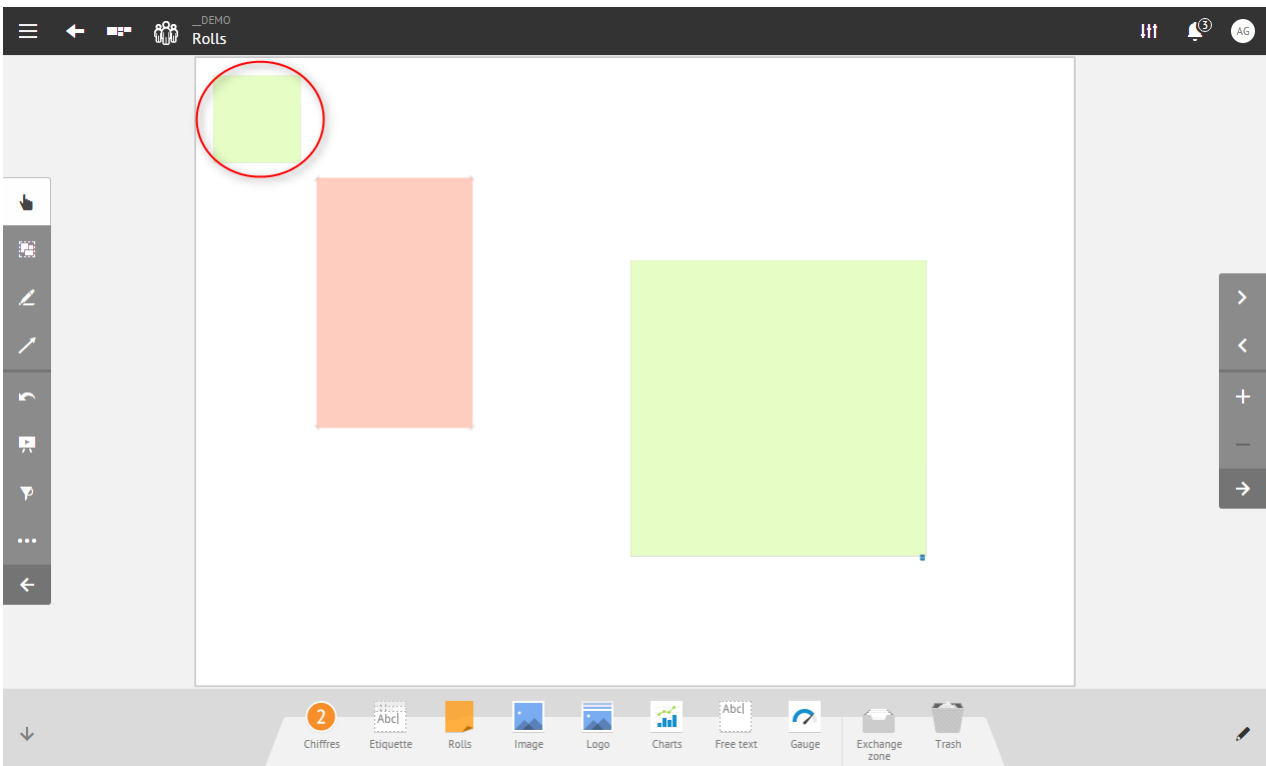 __DEMO
Rolls
3
AG
2
Abc
Abc
Chiffres
Etiquette
Rolls
Image
Logo
Charts
Free text
Gauge
Exchange
zone
Trash